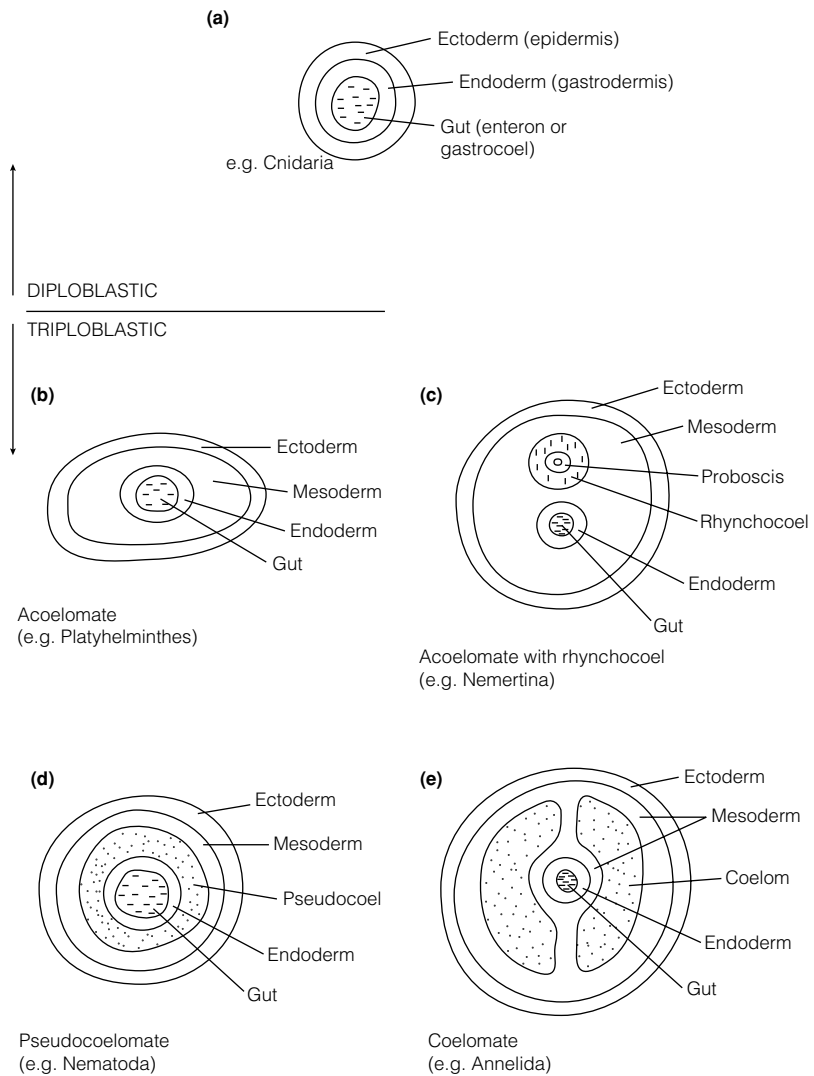 (a)
Ectoderm (epidermis)
Endoderm (gastrodermis)
Gut (enteron or
gastrocoel)
e.g. Cnidaria
DIPLOBLASTIC
TRIPLOBLASTIC
(b)
Ectoderm
Mesoderm
Endoderm
Gut
Acoelomate
(e.g. Platyhelminthes)
(c)
Ectoderm
Mesoderm
Proboscis
Rhynchocoel
Endoderm
Gut
Acoelomate with rhynchocoel
(e.g. Nemertina)
(d)
Ectoderm
Mesoderm
Pseudocoel
Endoderm
Gut
Pseudocoelomate
(e.g. Nematoda)
(e)
Ectoderm
Mesoderm
Coelom
Endoderm
Gut
Coelomate
(e.g. Annelida)